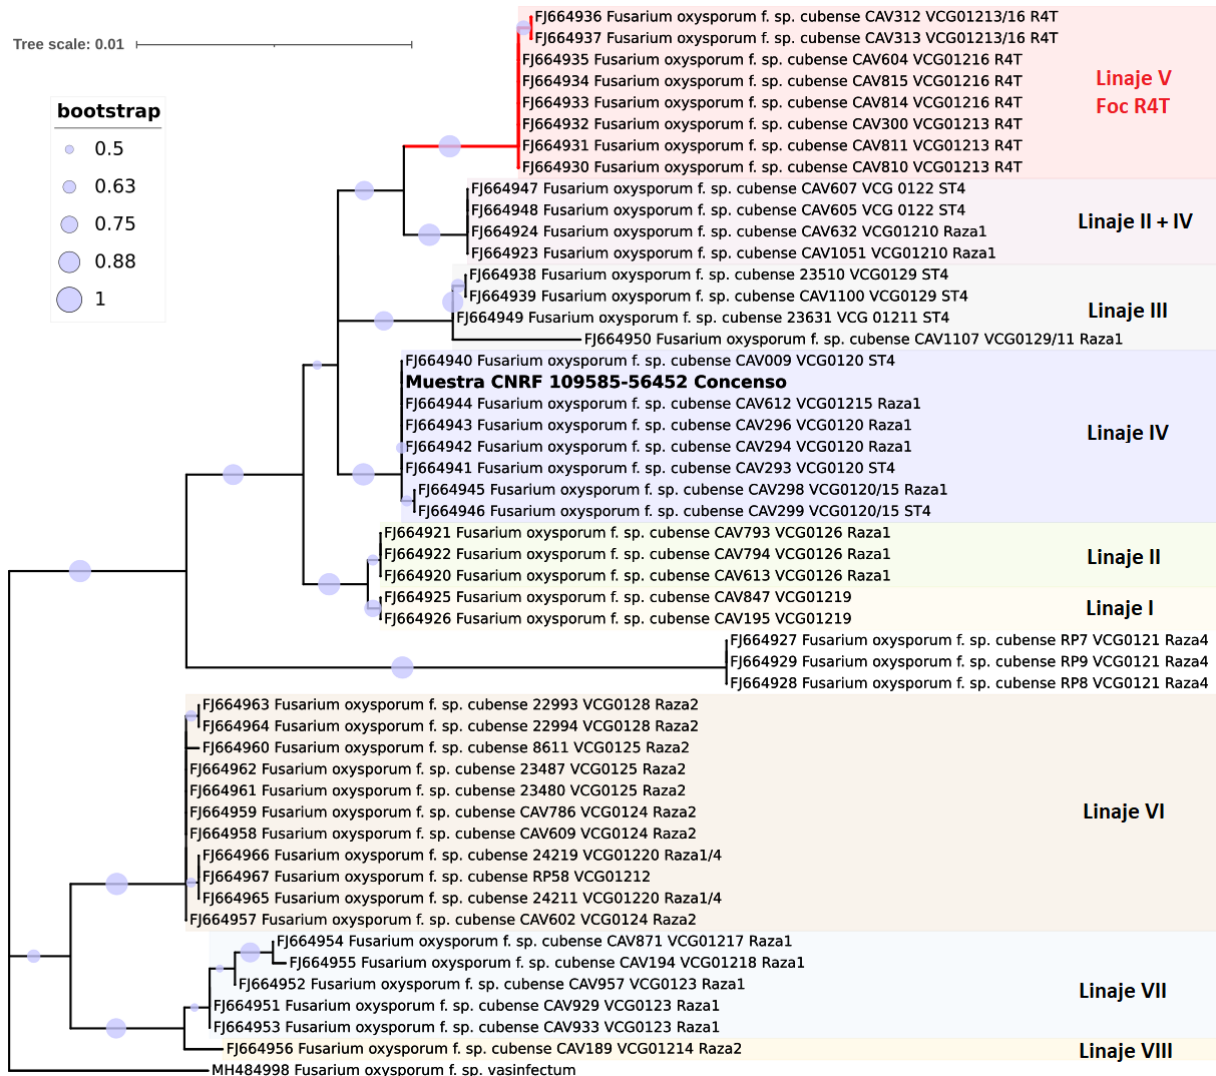 Tree scale: 0.01
bootstrap
0.5
0.63
0.75
0.88
1
FJ664936 Fusarium oxysporum f. sp. cubense CAV312 VCG01213/16 R4T
FJ664937 Fusarium oxysporum f. sp. cubense CAV313 VCG01213/16 R4T
FJ664935 Fusarium oxysporum f. sp. cubense CAV604 VCG01216 R4T
FJ664934 Fusarium oxysporum f. sp. cubense CAV815 VCG01216 R4T
FJ664933 Fusarium oxysporum f. sp. cubense CAV814 VCG01216 R4T
FJ664932 Fusarium oxysporum f. sp. cubense CAV300 VCG01213 R4T
FJ664931 Fusarium oxysporum f. sp. cubense CAV811 VCG01213 R4T
FJ664930 Fusarium oxysporum f. sp. cubense CAV810 VCG01213 R4T
Linaje V
Foc R4T
FJ664947 Fusarium oxysporum f. sp. cubense CAV607 VCG 0122 ST4
FJ664948 Fusarium oxysporum f. sp. cubense CAV605 VCG 0122 ST4
FJ664924 Fusarium oxysporum f. sp. cubense CAV632 VCG01210 Raza1
FJ664923 Fusarium oxysporum f. sp. cubense CAV1051 VCG01210 Raza1
Linaje II + IV
FJ664938 Fusarium oxysporum f. sp. cubense 23510 VCG0129 ST4
FJ664939 Fusarium oxysporum f. sp. cubense CAV1100 VCG0129 ST4
FJ664949 Fusarium oxysporum f. sp. cubense 23631 VCG 01211 ST4
FJ664950 Fusarium oxysporum f. sp. cubense CAV1107 VCG0129/11 Raza1
Linaje III
FJ664940 Fusarium oxysporum f. sp. cubense CAV009 VCG0120 ST4
Muestra CNRF 109585-56452 Concenso
FJ664944 Fusarium oxysporum f. sp. cubense CAV612 VCG01215 Raza1
FJ664943 Fusarium oxysporum f. sp. cubense CAV296 VCG0120 Raza1
FJ664942 Fusarium oxysporum f. sp. cubense CAV294 VCG0120 Raza1
FJ664941 Fusarium oxysporum f. sp. cubense CAV293 VCG0120 ST4
FJ664945 Fusarium oxysporum f. sp. cubense CAV298 VCG0120/15 Raza1
FJ664946 Fusarium oxysporum f. sp. cubense CAV299 VCG0120/15 ST4
Linaje IV
FJ664921 Fusarium oxysporum f. sp. cubense CAV793 VCG0126 Raza1
FJ664922 Fusarium oxysporum f. sp. cubense CAV794 VCG0126 Raza1
FJ664920 Fusarium oxysporum f. sp. cubense CAV613 VCG0126 Raza1
Linaje II
FJ664925 Fusarium oxysporum f. sp. cubense CAV847 VCG01219
FJ664926 Fusarium oxysporum f. sp. cubense CAV195 VCG01219
Linaje I
FJ664927 Fusarium oxysporum f. sp. cubense RP7 VCG0121 Raza4
FJ664929 Fusarium oxysporum f. sp. cubense RP9 VCG0121 Raza4
FJ664928 Fusarium oxysporum f. sp. cubense RP8 VCG0121 Raza4
FJ664963 Fusarium oxysporum f. sp. cubense 22993 VCG0128 Raza2
FJ664964 Fusarium oxysporum f. sp. cubense 22994 VCG0128 Raza2
FJ664960 Fusarium oxysporum f. sp. cubense 8611 VCG0125 Raza2
FJ664962 Fusarium oxysporum f. sp. cubense 23487 VCG0125 Raza2
FJ664961 Fusarium oxysporum f. sp. cubense 23480 VCG0125 Raza2
FJ664959 Fusarium oxysporum f. sp. cubense CAV786 VCG0124 Raza2
FJ664958 Fusarium oxysporum f. sp. cubense CAV609 VCG0124 Raza2
FJ664966 Fusarium oxysporum f. sp. cubense 24219 VCG01220 Raza1/4
FJ664967 Fusarium oxysporum f. sp. cubense RP58 VCG01212
FJ664965 Fusarium oxysporum f. sp. cubense 24211 VCG01220 Raza1/4
FJ664957 Fusarium oxysporum f. sp. cubense CAV602 VCG0124 Raza2
Linaje VI
FJ664954 Fusarium oxysporum f. sp. cubense CAV871 VCG01217 Raza1
FJ664955 Fusarium oxysporum f. sp. cubense CAV194 VCG01218 Raza1
FJ664952 Fusarium oxysporum f. sp. cubense CAV957 VCG0123 Raza1
FJ664951 Fusarium oxysporum f. sp. cubense CAV929 VCG0123 Raza1
FJ664953 Fusarium oxysporum f. sp. cubense CAV933 VCG0123 Raza1
Linaje VII
FJ664956 Fusarium oxysporum f. sp. cubense CAV189 VCG01214 Raza2
Linaje VIII
MH484998 Fusarium oxysporum f. sp. vasinfectum